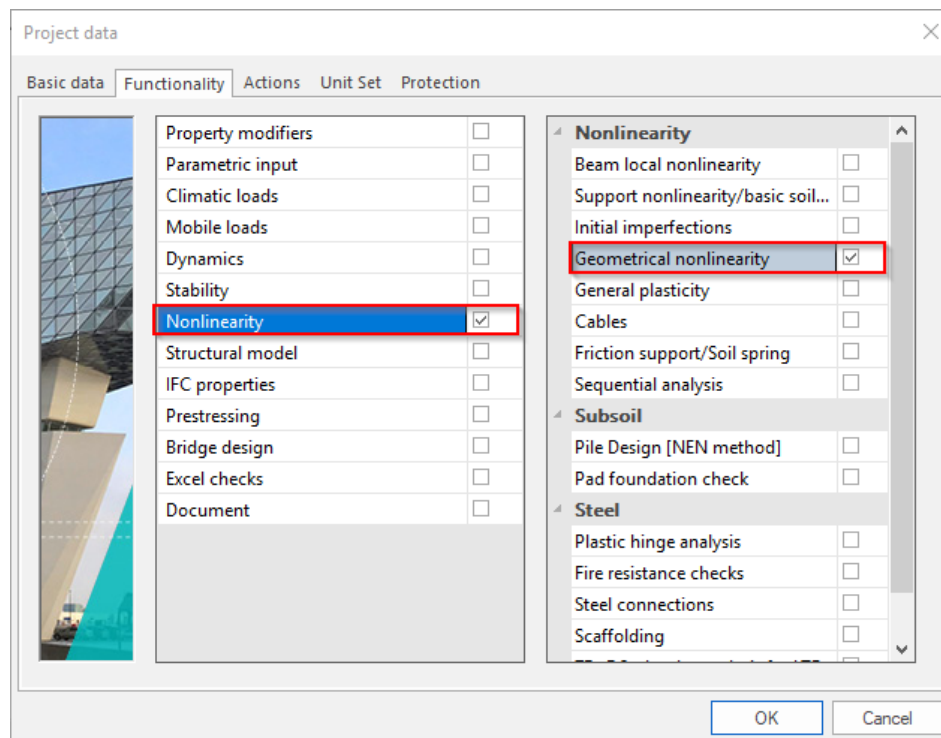 Project data
Basic data Functionality Actions Unit Set Protection
Property modifiers
Parametric input
Climatic loads
Mobile loads
Dynamics
Stability
Nonlinearity
Structural model
IFC properties
Prestressing
Bridge design
Excel checks
Document
Nonlinearity
Beam local nonlinearity
Support nonlinearity/basic soil...
Initial imperfections
Geometrical nonlinearity
General plasticity
Cables
Friction support/Soil spring
Sequential analysis
Subsoil
Pile Design [NEN method]
Pad foundation check
Steel
Plastic hinge analysis
Fire resistance checks
Steel connections
Scaffolding
OK Cancel